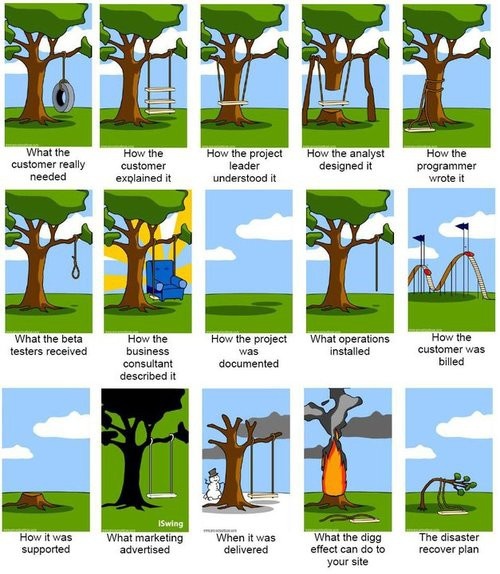 What the
customer really
needed
How the
customer
explained it
How the project
leader
understood it
How the analyst
designed it
How the
programmer
wrote it
What the beta
testers received
How the
business
consultant
described it
How the project
was
documented
What operations
installed
How the
customer was
billed
How it was
supported
iSwing
What marketing
advertised
When it was
delivered
What the digg
effect can do to
your site
The disaster
recover plan